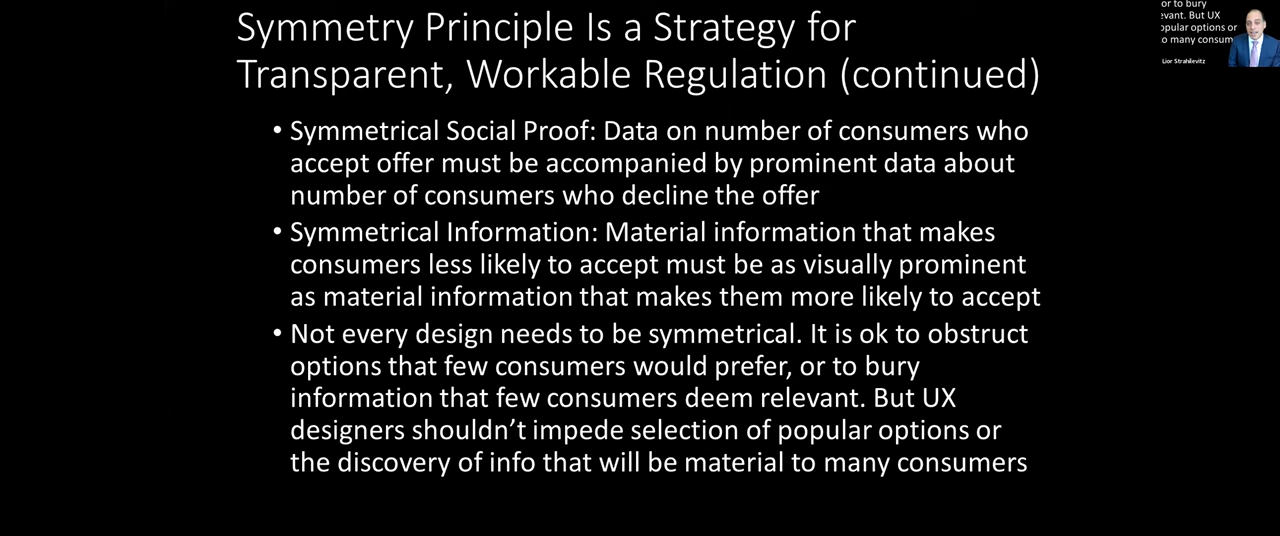 Symmetry Principle Is a Strategy for
Transparent, Workable Regulation (continued)
• Symmetrical Social Proof: Data on number of consumers who
accept offer must be accompanied by prominent data about
number of consumers who decline the offer
• Symmetrical Information: Material information that makes
consumers less likely to accept must be as visually prominent
as material information that makes them more likely to accept
• Not every design needs to be symmetrical. It is ok to obstruct
options that few consumers would prefer, or to bury
information that few consumers deem relevant. But UX
designers shouldn't impede selection of popular options or
the discovery of info that will be material to many consumers
or to bury
evant. But UX
opular options or
o many consum
Lior Strahilevitz